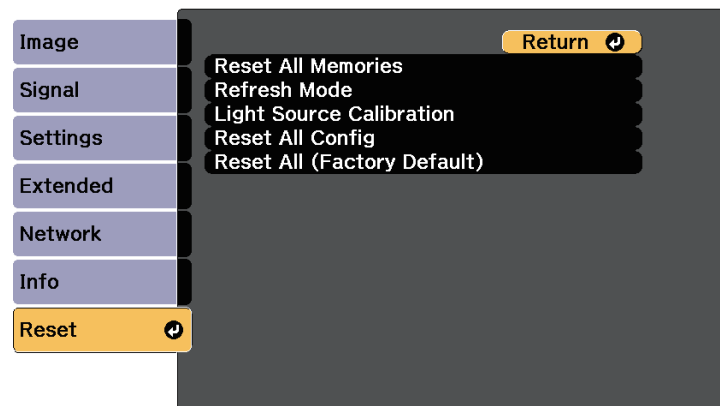 Image
Signal
Settings
Extended
Network
Info
Reset
Return
Reset All Memories
Refresh Mode
Light Source Calibration
Reset All Config
Reset All (Factory Default)